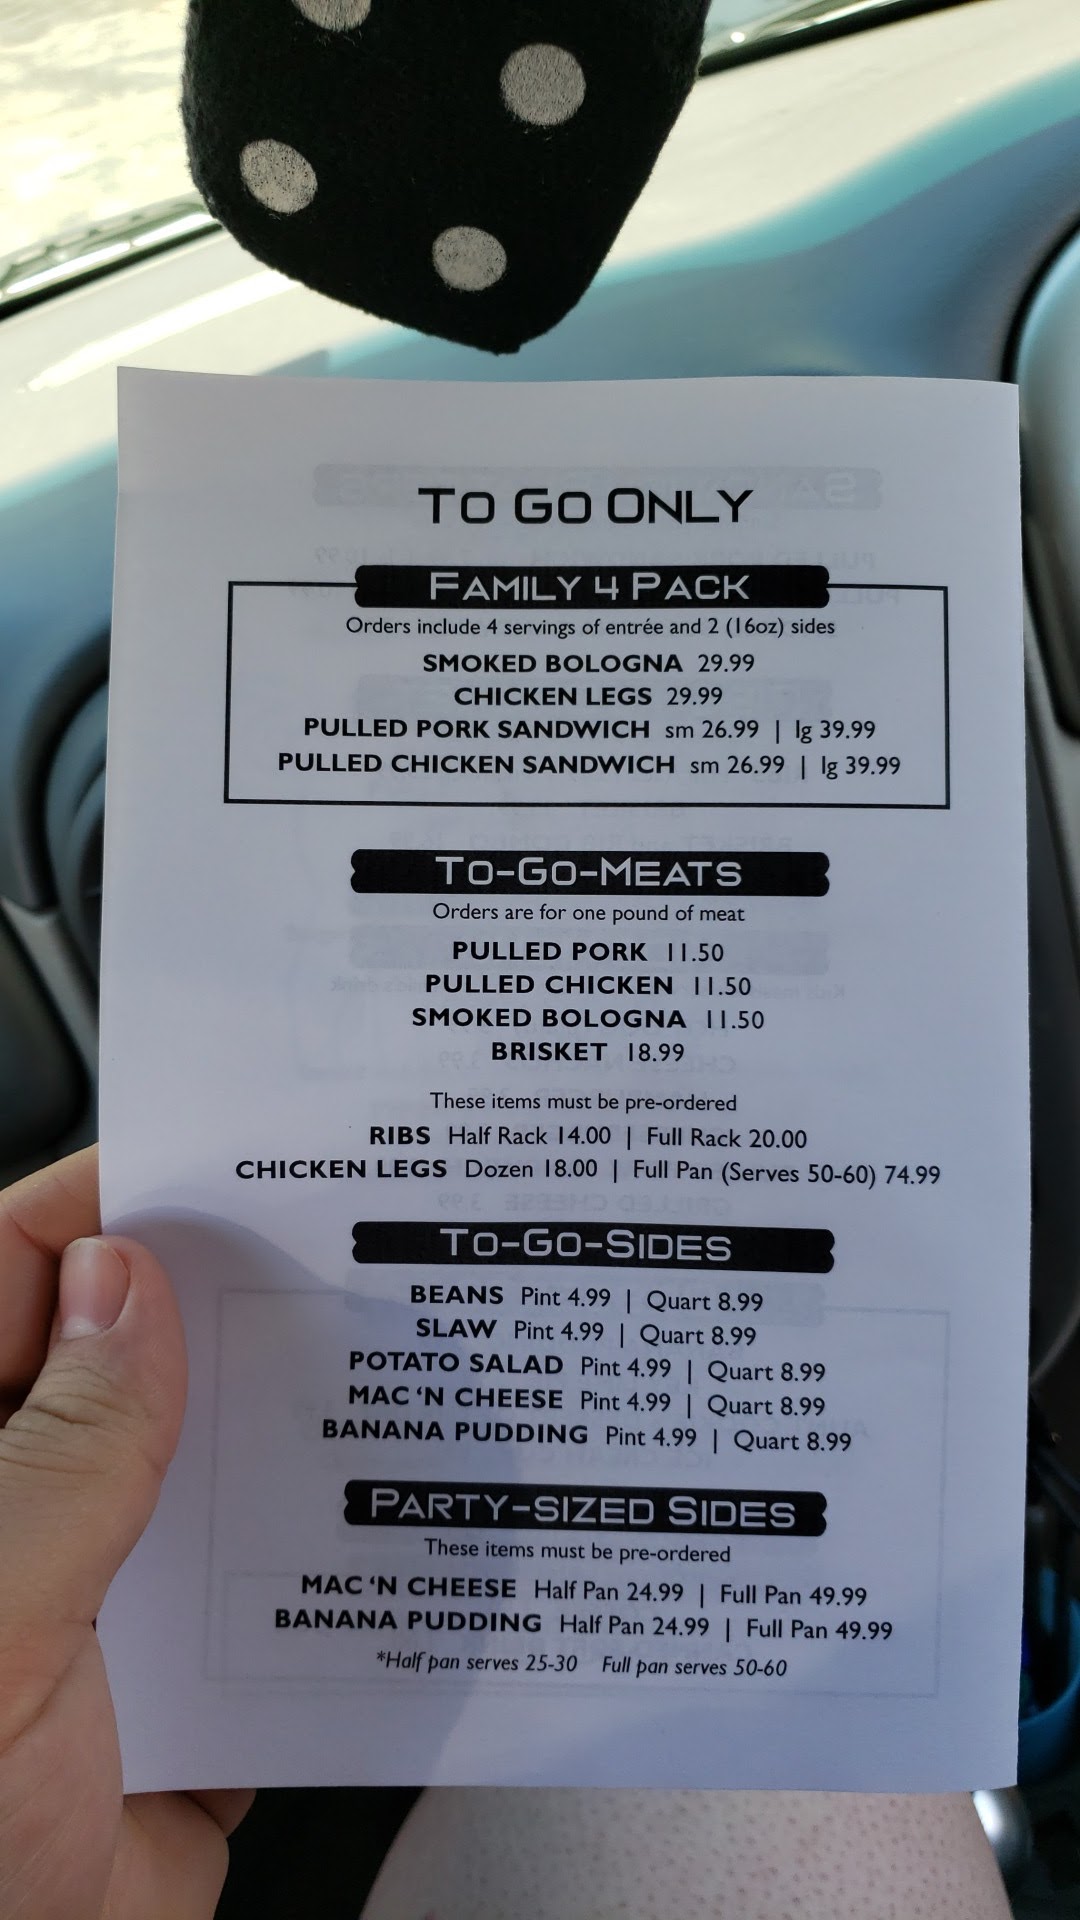 TO GO ONLY
FAMILY 4 PACK
Orders include 4 servings of entrée and 2 (16oz) sides
SMOKED BOLOGNA 29.99
CHICKEN LEGS 29.99
PULLED PORK SANDWICH sm 26.99 | lg 39.99
PULLED CHICKEN SANDWICH sm 26.99 | lg 39.99
TO-GO-MEATS
Orders are for one pound of meat
PULLED PORK 11.50
PULLED CHICKEN 11.50
SMOKED BOLOGNA 11.50
BRISKET 18.99
These items must be pre-ordered
RIBS Half Rack 14.00 | Full Rack 20.00
CHICKEN LEGS Dozen 18.00 | Full Pan (Serves 50-60) 74.99
TO-GO-SIDES
BEANS Pint 4.99 | Quart 8.99
SLAW Pint 4.99 | Quart 8.99
POTATO SALAD Pint 4.99 | Quart 8.99
MAC ‘N CHEESE Pint 4.99 | Quart 8.99
BANANA PUDDING Pint 4.99 | Quart 8.99
PARTY-SIZED SIDES
These items must be pre-ordered
MAC ‘N CHEESE Half Pan 24.99 | Full Pan 49.99
BANANA PUDDING Half Pan 24.99 | Full Pan 49.99
*Half pan serves 25-30 Full pan serves 50-60